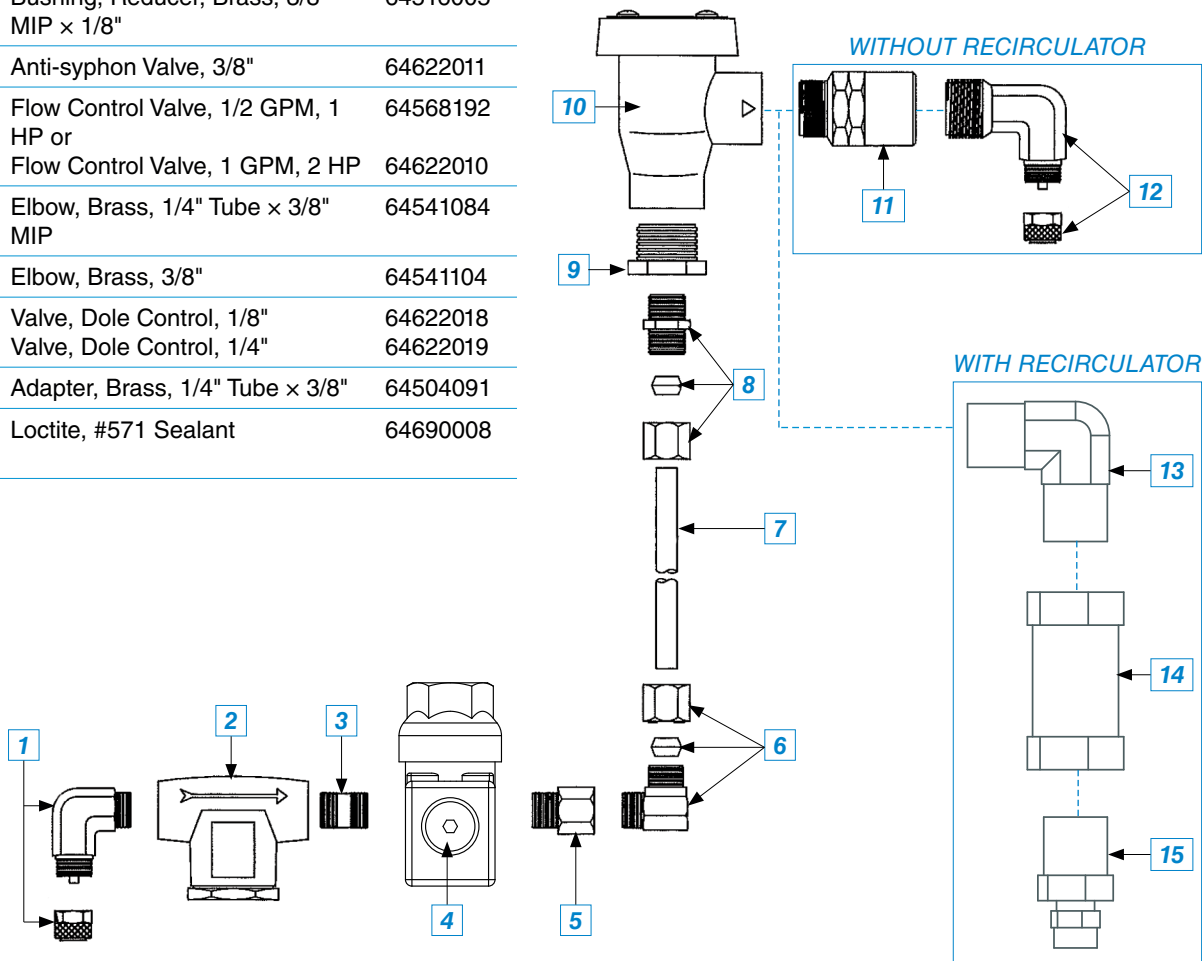 MIP × 1/8"
Anti-syphon Valve, 3/8" 64622011
Flow Control Valve, 1/2 GPM, 1 64568192
HP or
Flow Control Valve, 1 GPM, 2 HP 64622010
Elbow, Brass, 1/4" Tube × 3/8" 64541084
MIP
Elbow, Brass, 3/8" 64541104
Valve, Dole Control, 1/8" 64622018
Valve, Dole Control, 1/4" 64622019
Adapter, Brass, 1/4" Tube × 3/8" 64504091
Loctite, #571 Sealant 64690008
WITHOUT RECIRCULATOR
10
11
12
9
WITH RECIRCULATOR
8
13
7
14
6
1
2
3
15
4
5